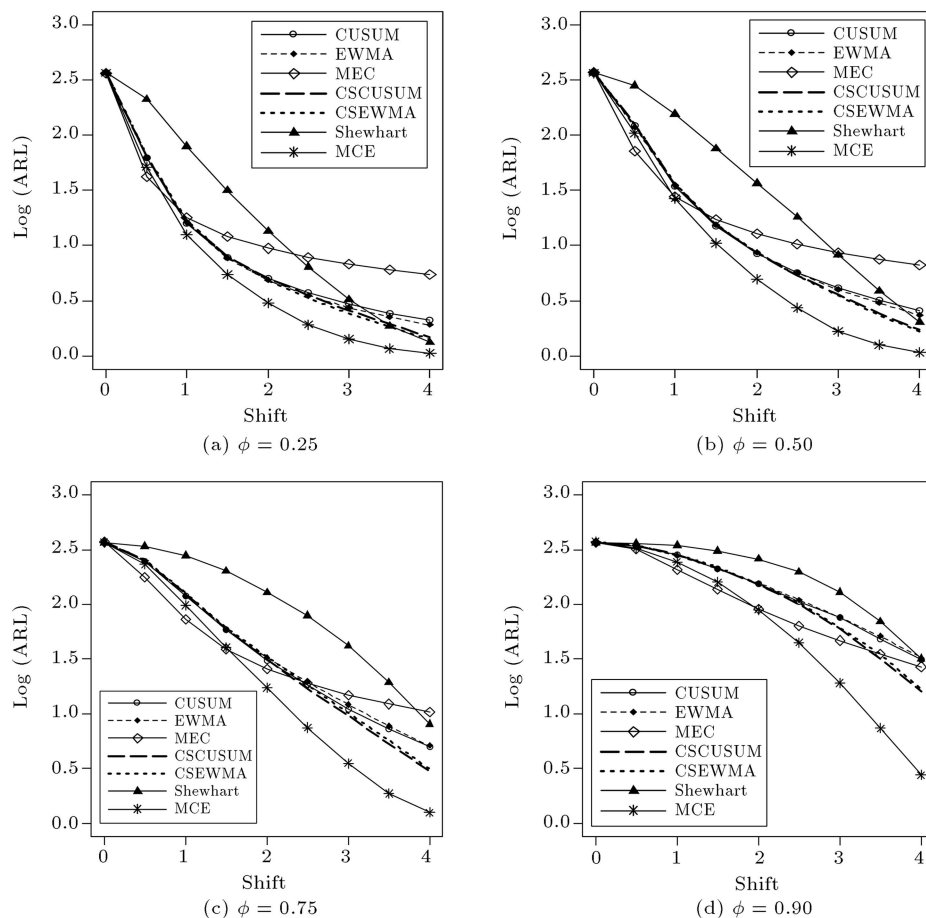 3.0
2.5
2.0
1.5
1.0
0.5
0.0
Log (ARL)
CUSUM
EWMA
MEC
CSCUSUM
CSEWMA
Shewhart
MCE
0 1 2 3 4
Shift
(a) ϕ = 0.25
3.0
2.5
2.0
1.5
1.0
0.5
0.0
Log (ARL)
CUSUM
EWMA
MEC
CSCUSUM
CSEWMA
Shewhart
MCE
0 1 2 3 4
Shift
(b) ϕ = 0.50
3.0
2.5
2.0
1.5
1.0
0.5
0.0
Log (ARL)
CUSUM
EWMA
MEC
CSCUSUM
CSEWMA
Shewhart
MCE
0 1 2 3 4
Shift
(c) ϕ = 0.75
3.0
2.5
2.0
1.5
1.0
0.5
0.0
Log (ARL)
CUSUM
EWMA
MEC
CSCUSUM
CSEWMA
Shewhart
MCE
0 1 2 3 4
Shift
(d) ϕ = 0.90